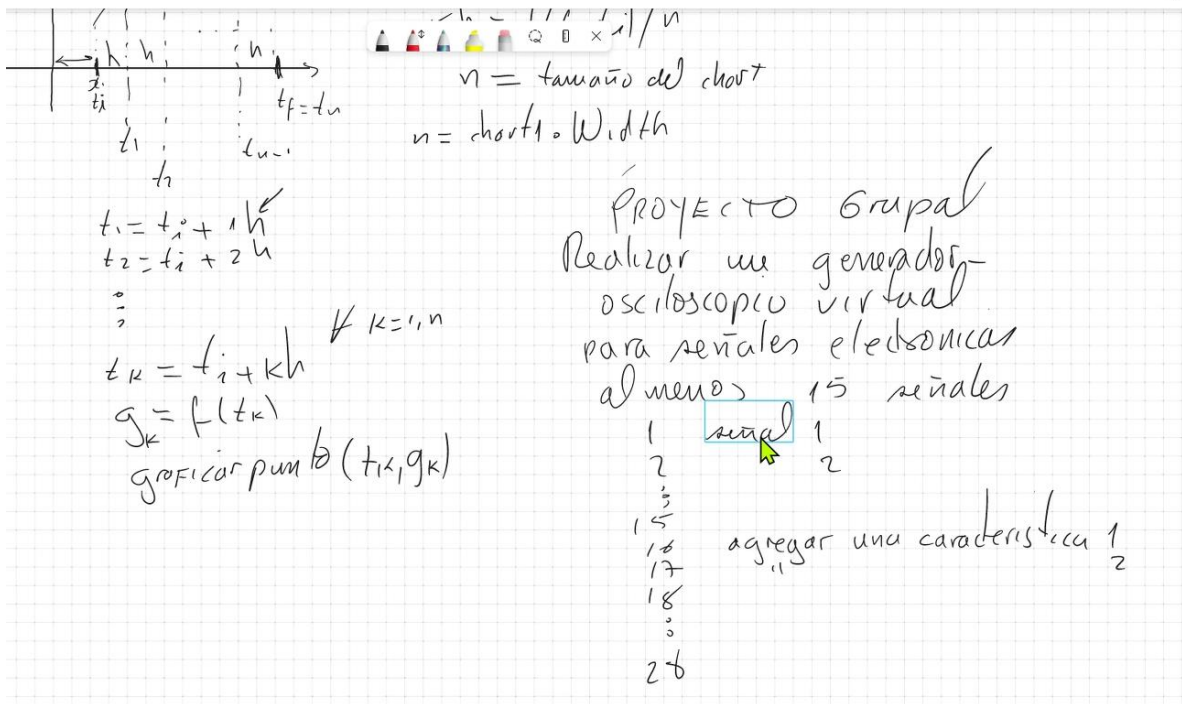 h h h
ti
tf = tn
t1
tn-1
t2
t1 = ti + 1h
t2 = ti + 2h
tk = ti + kh ∀ k=1,n
gk = f(tk)
graficar punto (tk, gk)
n = tamaño del chart
n = chart1.Width
PROYECTO Grupal
Realizar un generador-
osciloscopio virtual
para señales electronicas
al menos 15 señales
1 señal 1
2 2
15
16 agregar una caracteristica 1
17 " 2
18